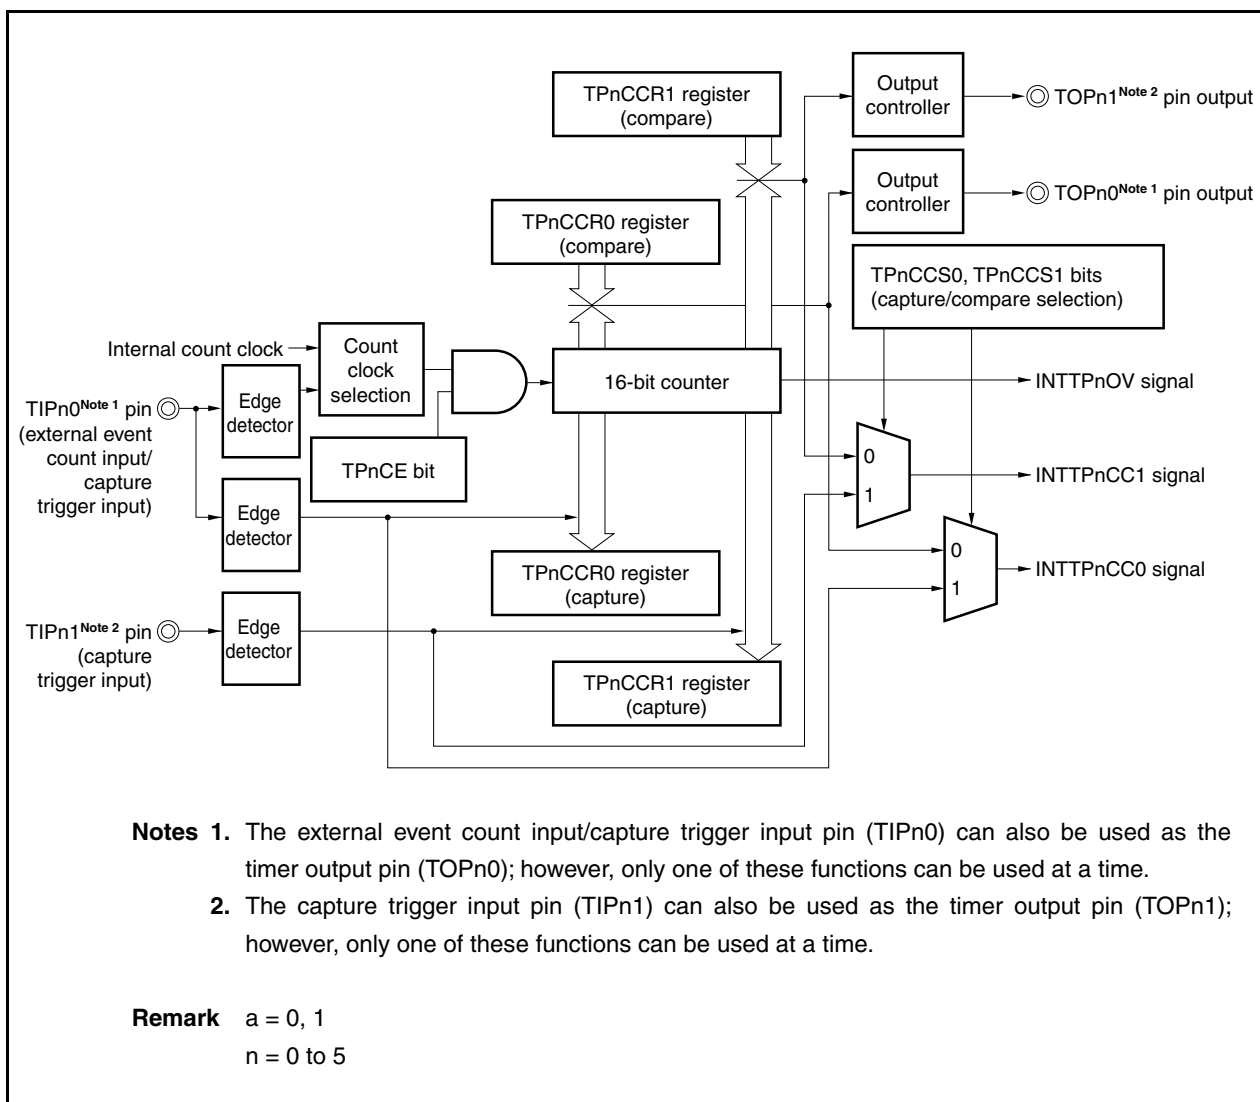 TPnCCR1 register
(compare)
Output
controller
TOPn1Note 2 pin output
Output
controller
TOPn0Note 1 pin output
TPnCCR0 register
(compare)
TPnCCS0, TPnCCS1 bits
(capture/compare selection)
Internal count clock
Count
clock
selection
16-bit counter
INTTPnOV signal
TIPn0Note 1 pin
(external event
count input/
capture
trigger input)
Edge
detector
TPnCE bit
0
1
INTTPnCC1 signal
Edge
detector
0
1
INTTPnCC0 signal
TPnCCR0 register
(capture)
TIPn1Note 2 pin
(capture
trigger input)
Edge
detector
TPnCCR1 register
(capture)
Notes 1. The external event count input/capture trigger input pin (TIPn0) can also be used as the
timer output pin (TOPn0); however, only one of these functions can be used at a time.
2. The capture trigger input pin (TIPn1) can also be used as the timer output pin (TOPn1);
however, only one of these functions can be used at a time.
Remark a = 0, 1
n = 0 to 5